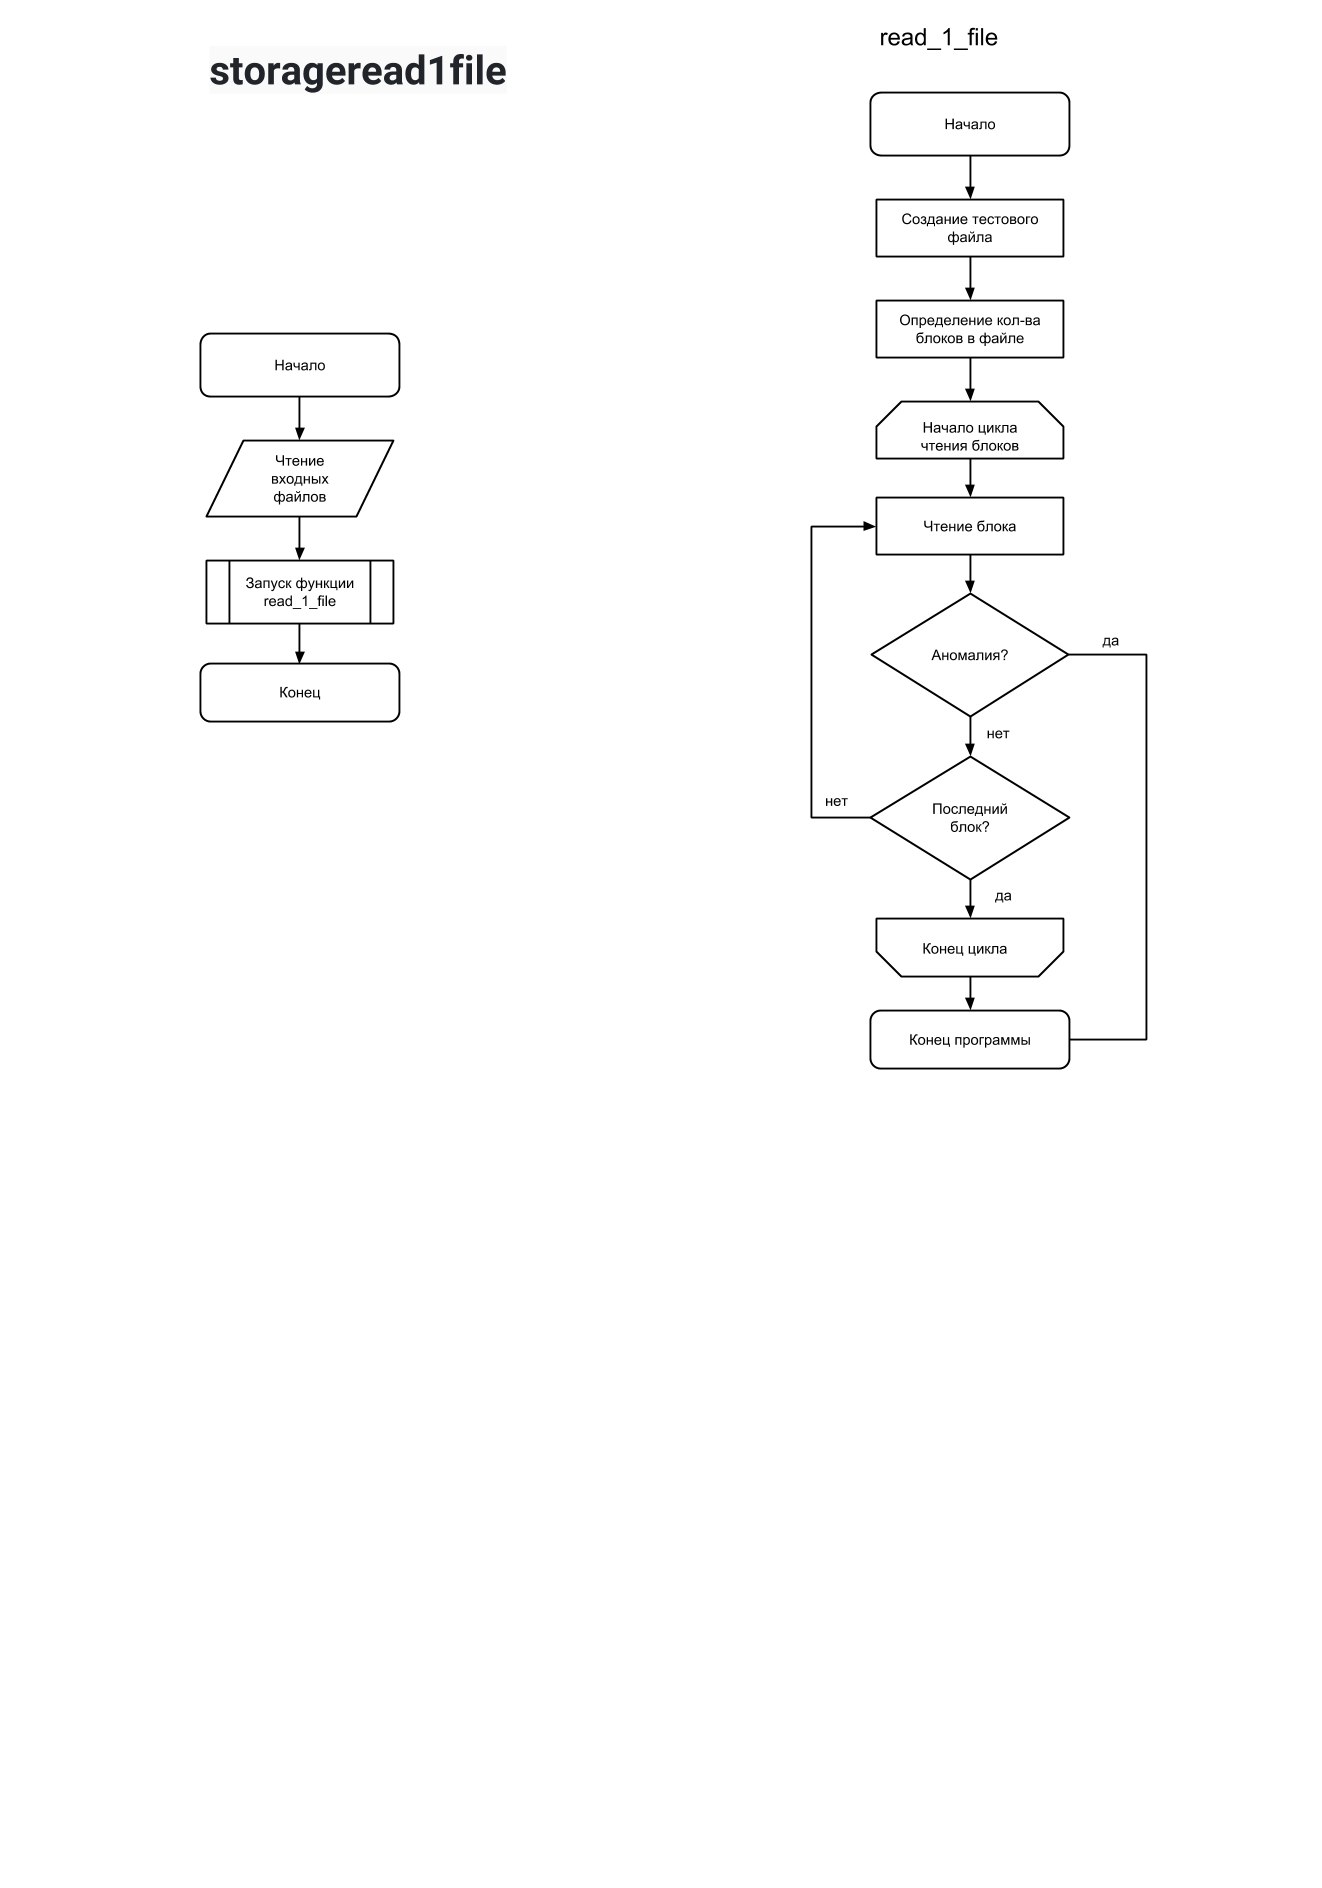 storageread1file
Начало
Чтение
входных
файлов
Запуск функции
read_1_file
Конец
read_1_file
Начало
Создание тестового
файла
Определение кол-ва
блоков в файле
Начало цикла
чтения блоков
Чтение блока
Аномалия?
да
нет
Последний
блок?
нет
да
Конец цикла
Конец программы